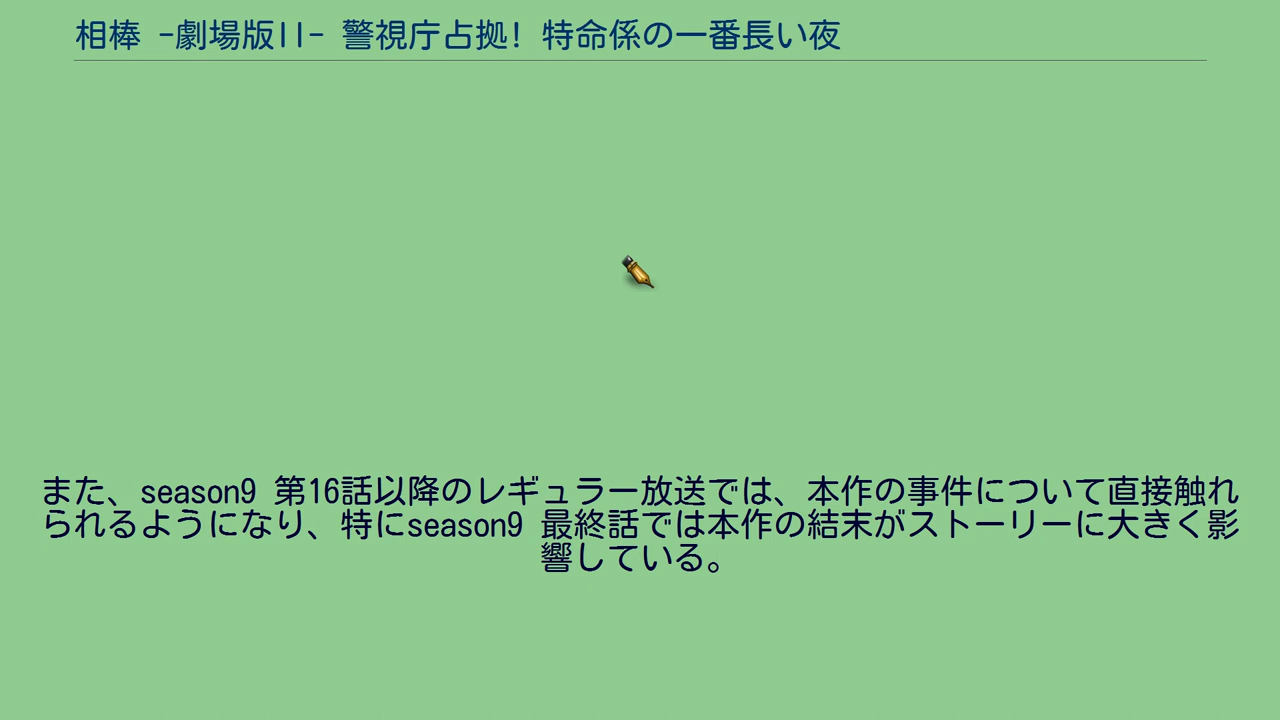 相棒 -劇場版II- 警視庁占拠! 特命係の一番長い夜
また、season9 第16話以降のレギュラー放送では、本作の事件について直接触れ
られるようになり、特にseason9 最終話では本作の結末がストーリーに大きく影
響している。